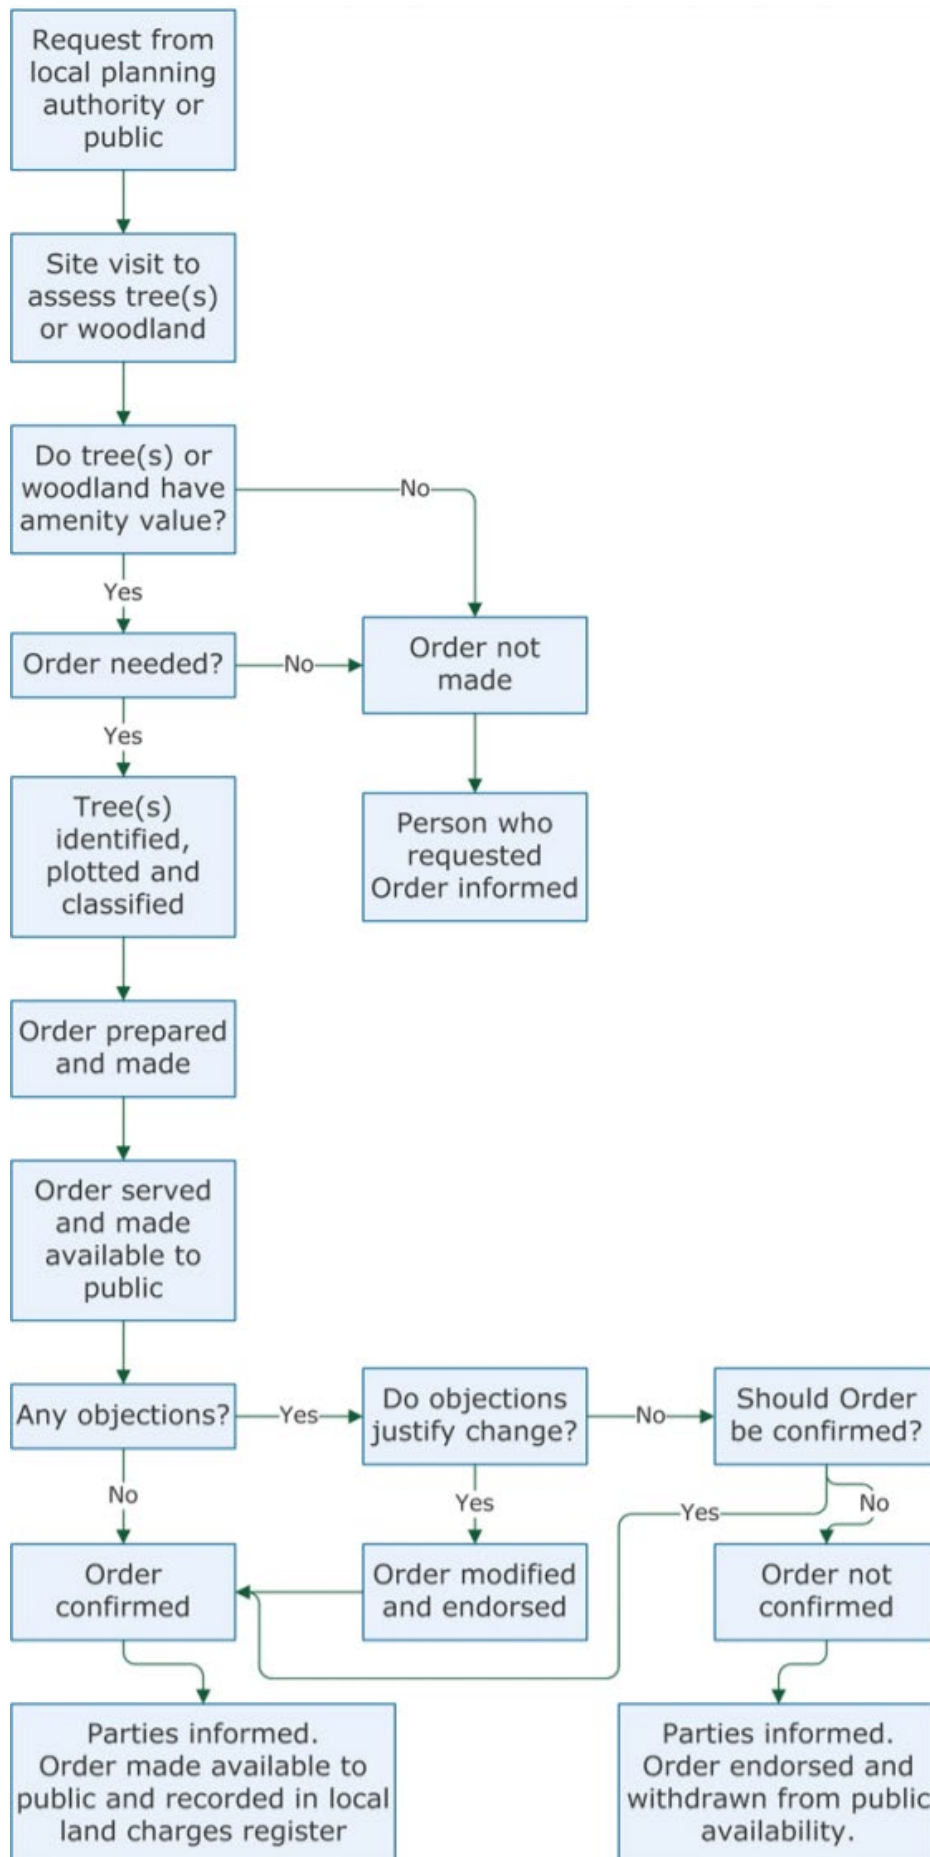 Request from
local planning
authority or
public
Site visit to
assess tree(s)
or woodland
Do tree(s) or
woodland have
amenity value?
No
Yes
Order needed?
No
Order not
made
Yes
Tree(s)
identified,
plotted and
classified
Person who
requested
Order informed
Order prepared
and made
Order served
and made
available to
public
Any objections?
Yes
Do objections
justify change?
No
Should Order
be confirmed?
No
Yes
Yes
No
Order
confirmed
Order modified
and endorsed
Order not
confirmed
Parties informed.
Order made available to
public and recorded in local
land charges register
Parties informed.
Order endorsed and
withdrawn from public
availability.